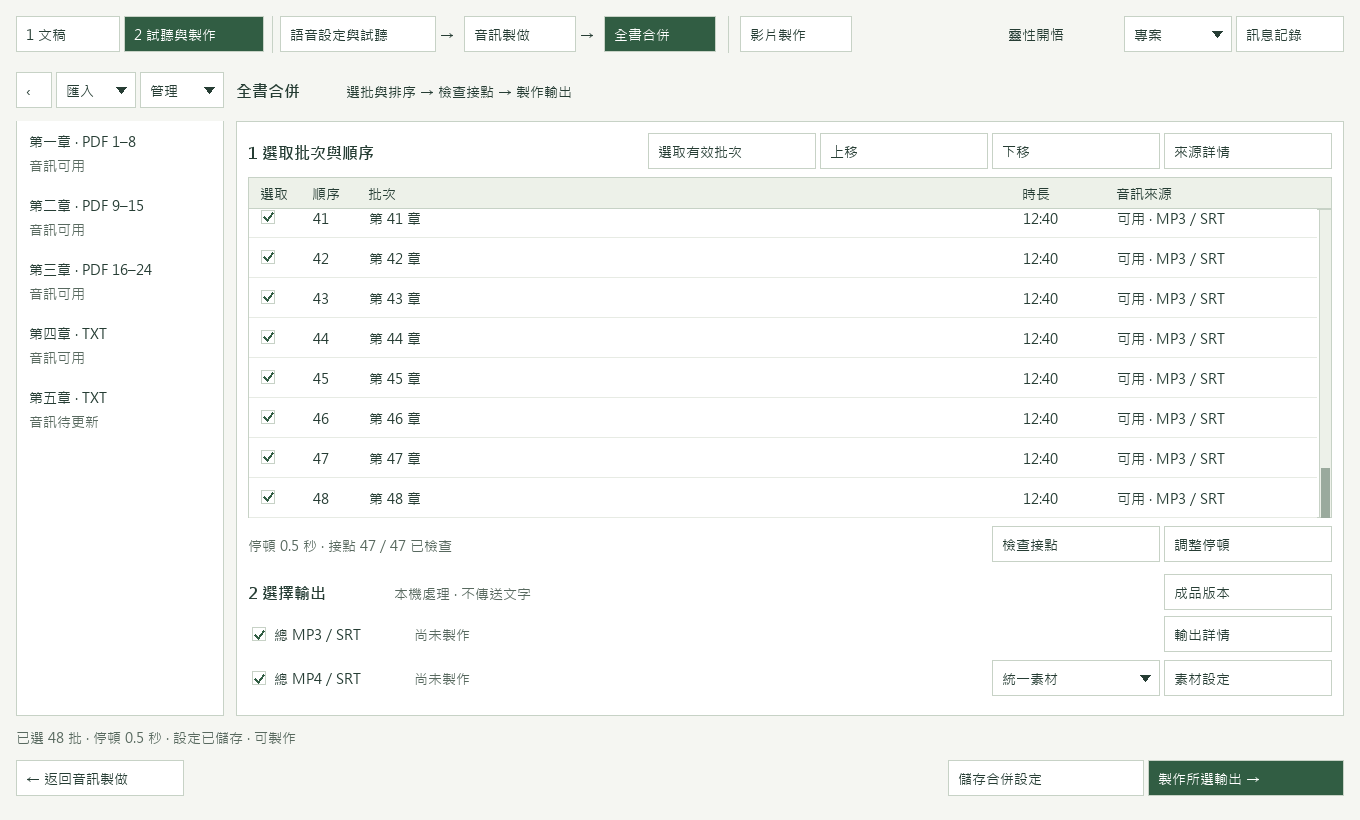 1 文稿 2 試聽與製作 語音設定與試聽 → 音訊製做 → 全書合併 影片製作 靈性開悟 專案 訊息記錄
‹ 匯入 管理 全書合併 選批與排序 → 檢查接點 → 製作輸出
第一章 · PDF 1–8
音訊可用
第二章 · PDF 9–15
音訊可用
第三章 · PDF 16–24
音訊可用
第四章 · TXT
音訊可用
第五章 · TXT
音訊待更新
1 選取批次與順序 選取有效批次 上移 下移 來源詳情
選取 順序 批次 時長 音訊來源
41 第 41 章 12:40 可用 · MP3 / SRT
42 第 42 章 12:40 可用 · MP3 / SRT
43 第 43 章 12:40 可用 · MP3 / SRT
44 第 44 章 12:40 可用 · MP3 / SRT
45 第 45 章 12:40 可用 · MP3 / SRT
46 第 46 章 12:40 可用 · MP3 / SRT
47 第 47 章 12:40 可用 · MP3 / SRT
48 第 48 章 12:40 可用 · MP3 / SRT
停頓 0.5 秒 · 接點 47 / 47 已檢查 檢查接點 調整停頓
2 選擇輸出 本機處理 · 不傳送文字 成品版本
總 MP3 / SRT 尚未製作 輸出詳情
總 MP4 / SRT 尚未製作 統一素材 素材設定
已選 48 批 · 停頓 0.5 秒 · 設定已儲存 · 可製作
← 返回音訊製做 儲存合併設定 製作所選輸出 →